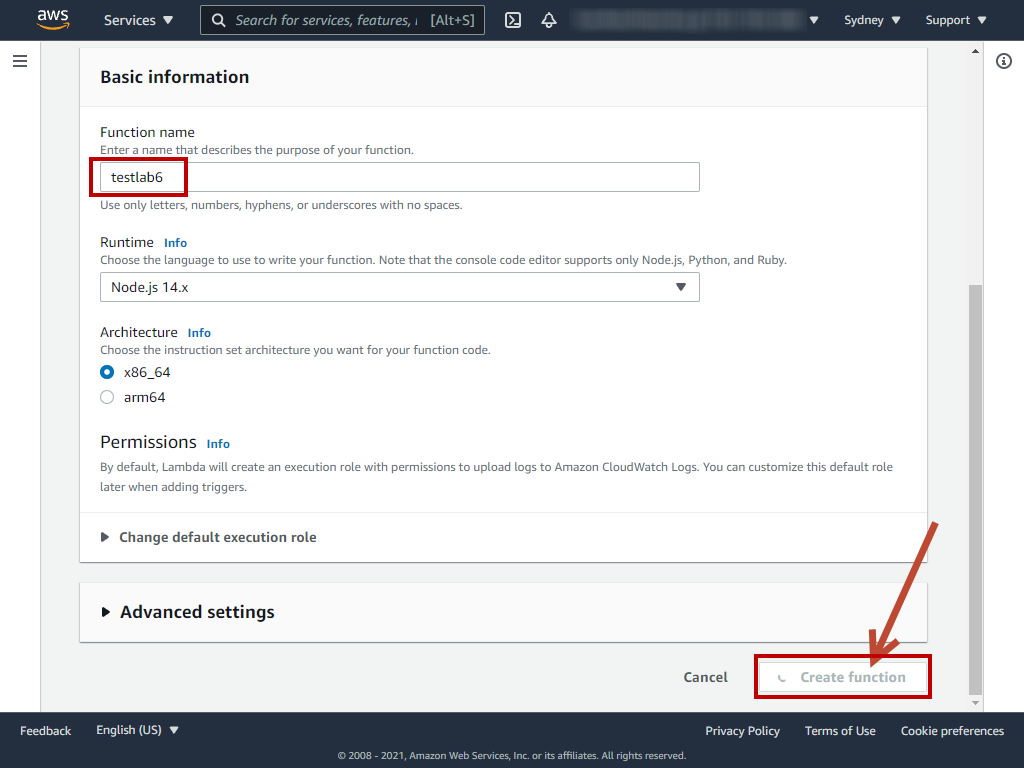 aws Services Search for services, features, [Alt+S] Sydney Support
Basic information
Function name
Enter a name that describes the purpose of your function.
testlab6
Use only letters, numbers, hyphens, or underscores with no spaces.
Runtime Info
Choose the language to use to write your function. Note that the console code editor supports only Node.js, Python, and Ruby.
Node.js 14.x
Architecture Info
Choose the instruction set architecture you want for your function code.
x86_64
arm64
Permissions Info
By default, Lambda will create an execution role with permissions to upload logs to Amazon CloudWatch Logs. You can customize this default role
later when adding triggers.
Change default execution role
Advanced settings
Cancel Create function
Feedback English (US) Privacy Policy Terms of Use Cookie preferences
© 2008 - 2021, Amazon Web Services, Inc. or its affiliates. All rights reserved.